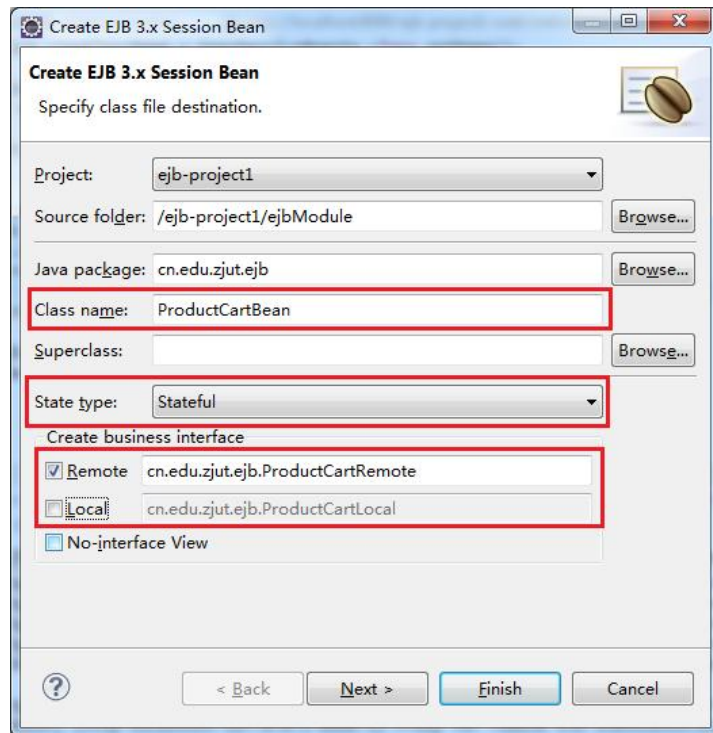 Create EJB 3.x Session Bean
Create EJB 3.x Session Bean
Specify class file destination.
Project: ejb-project1
Source folder: /ejb-project1/ejbModule Browse...
Java package: cn.edu.zjut.ejb Browse...
Class name: ProductCartBean
Superclass: Browse...
State type: Stateful
Create business interface
Remote cn.edu.zjut.ejb.ProductCartRemote
Local cn.edu.zjut.ejb.ProductCartLocal
No-interface View
? < Back Next > Finish Cancel